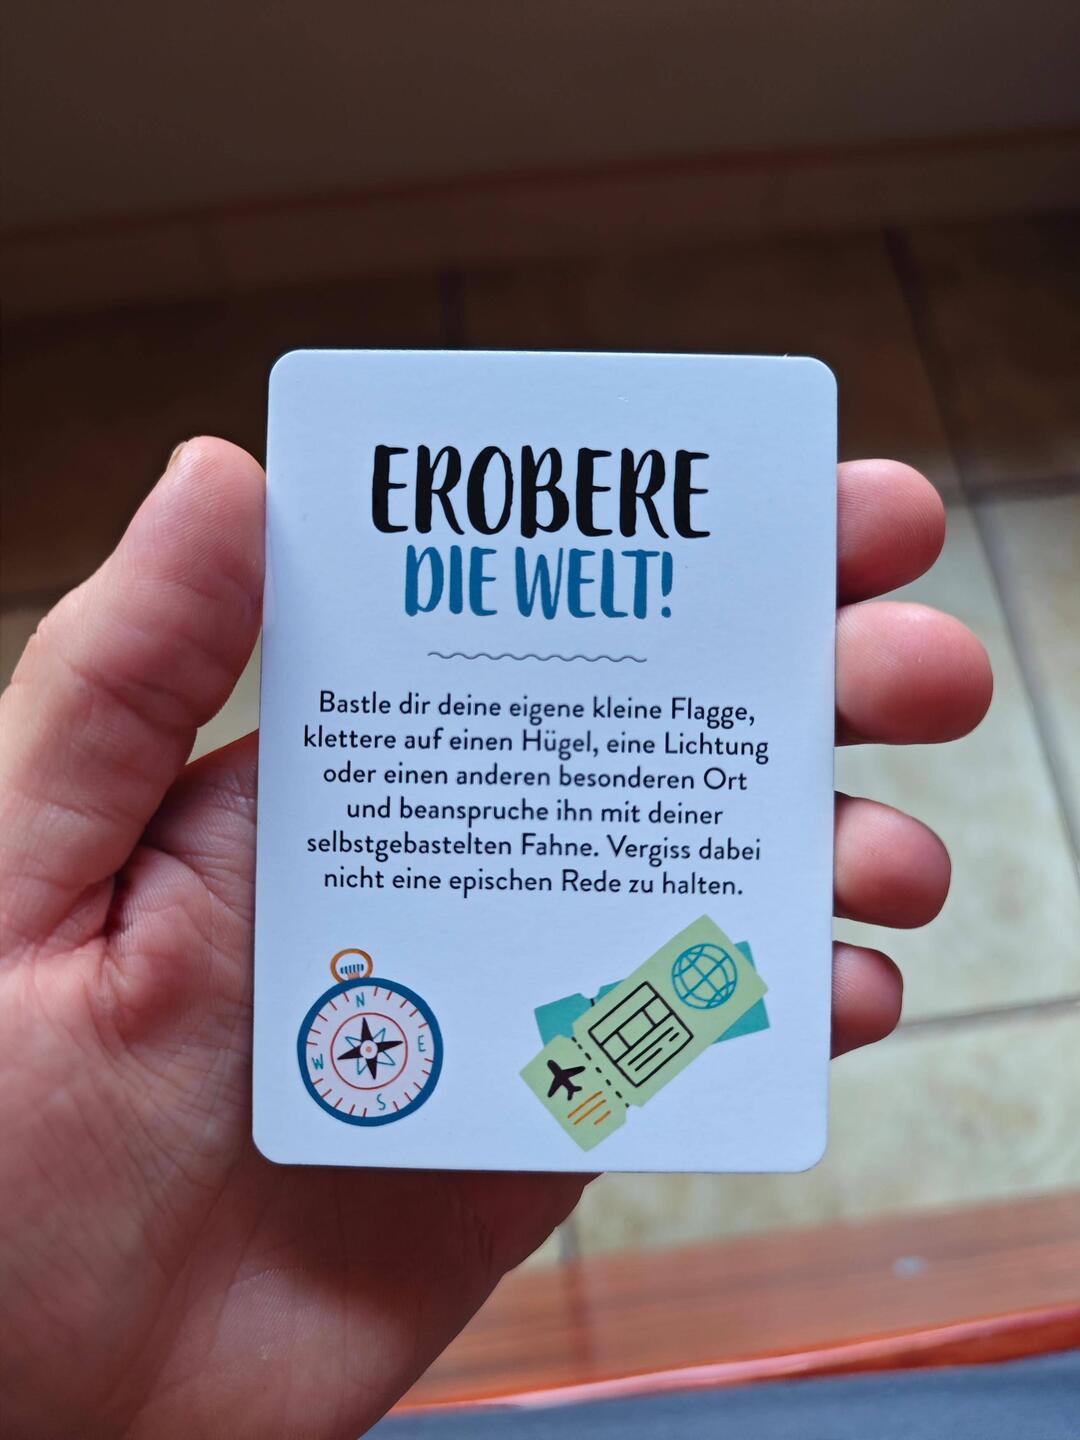 EROBERE
DIE WELT!
Bastle dir deine eigene kleine Flagge,
klettere auf einen Hügel, eine Lichtung
oder einen anderen besonderen Ort
und beanspruche ihn mit deiner
selbstgebastelten Fahne. Vergiss dabei
nicht eine epischen Rede zu halten.
N
W
E
S